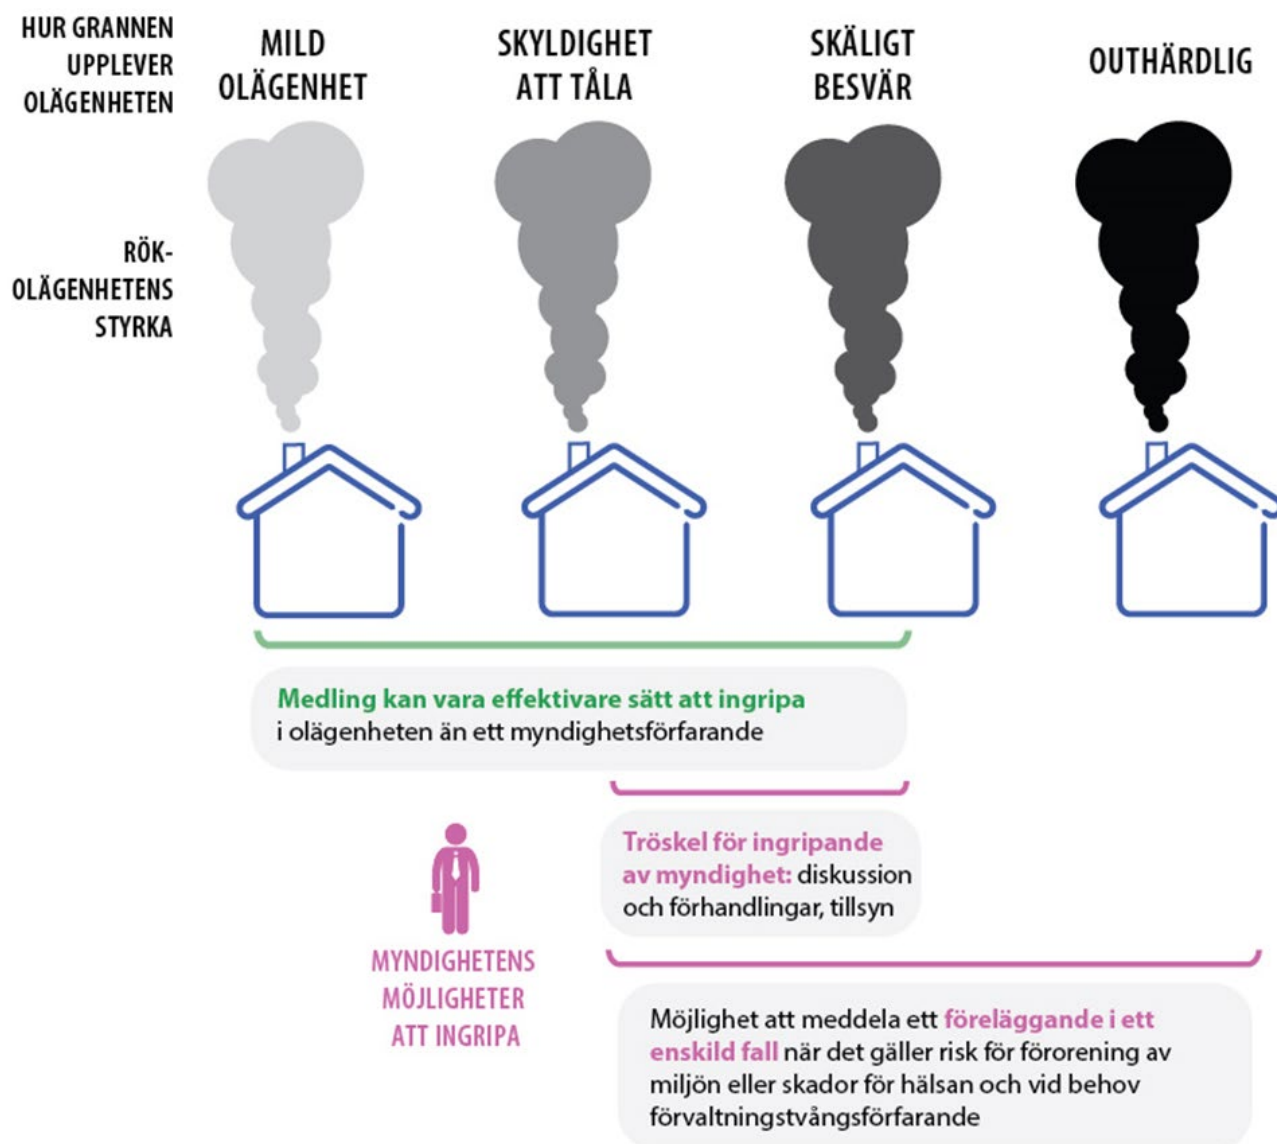 HUR GRANNEN
UPPLEVER
OLÄGENHETEN
MILD
OLÄGENHET
SKYLDIGHET
ATT TÅLA
SKÄLIGT
BESVÄR
OUTHÄRDLIG
RÖK-
OLÄGENHETENS
STYRKA
Medling kan vara effektivare sätt att ingripa
i olägenheten än ett myndighetsförfarande
Tröskel för ingripande
av myndighet: diskussion
och förhandlingar, tillsyn
MYNDIGHETENS
MÖJLIGHETER
ATT INGRIPA
Möjlighet att meddela ett föreläggande i ett
enskild fall när det gäller risk för förorening av
miljön eller skador för hälsan och vid behov
förvaltningstvångsförfarande